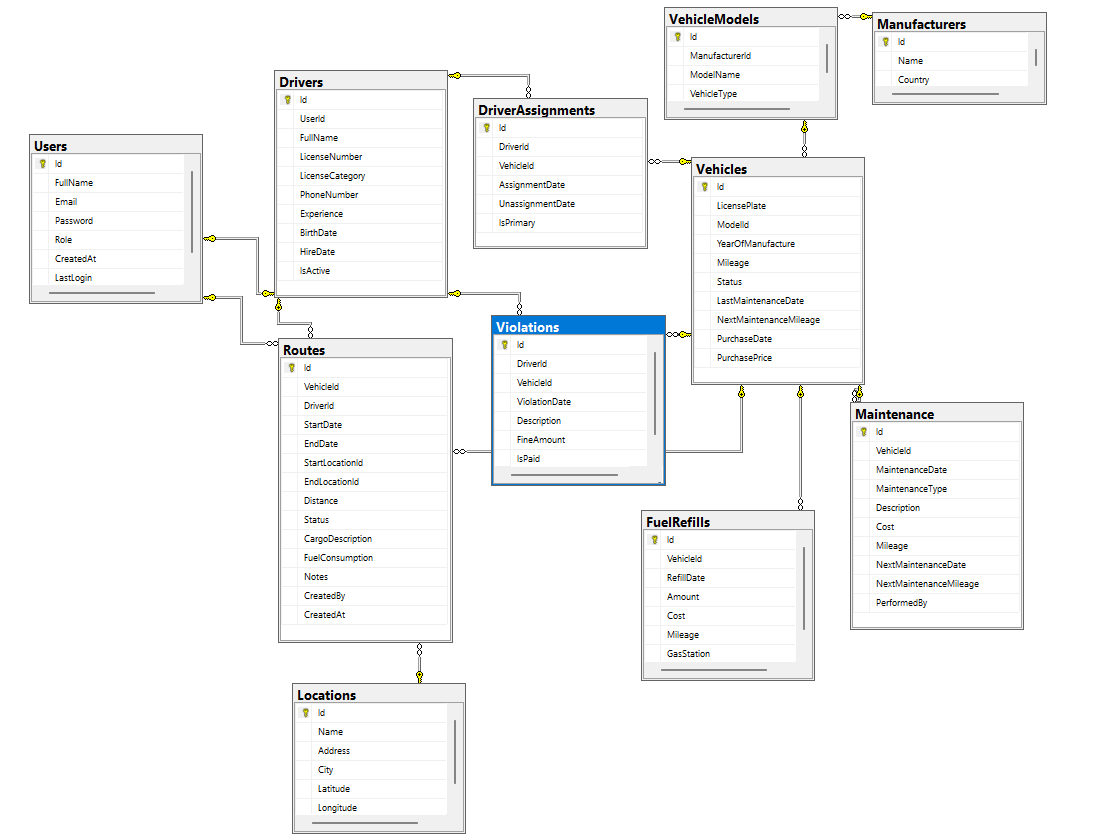 VehicleModels
Id
ManufacturerId
ModelName
VehicleType
Manufacturers
Id
Name
Country
Drivers
Id
UserId
FullName
LicenseNumber
LicenseCategory
PhoneNumber
Experience
BirthDate
HireDate
IsActive
DriverAssignments
Id
DriverId
VehicleId
AssignmentDate
UnassignmentDate
IsPrimary
Users
Id
FullName
Email
Password
Role
CreatedAt
LastLogin
Vehicles
Id
LicensePlate
ModelId
YearOfManufacture
Mileage
Status
LastMaintenanceDate
NextMaintenanceMileage
PurchaseDate
PurchasePrice
Violations
Id
DriverId
VehicleId
ViolationDate
Description
FineAmount
IsPaid
Routes
Id
VehicleId
DriverId
StartDate
EndDate
StartLocationId
EndLocationId
Distance
Status
CargoDescription
FuelConsumption
Notes
CreatedBy
CreatedAt
Maintenance
Id
VehicleId
MaintenanceDate
MaintenanceType
Description
Cost
Mileage
NextMaintenanceDate
NextMaintenanceMileage
PerformedBy
FuelRefills
Id
VehicleId
RefillDate
Amount
Cost
Mileage
GasStation
Locations
Id
Name
Address
City
Latitude
Longitude